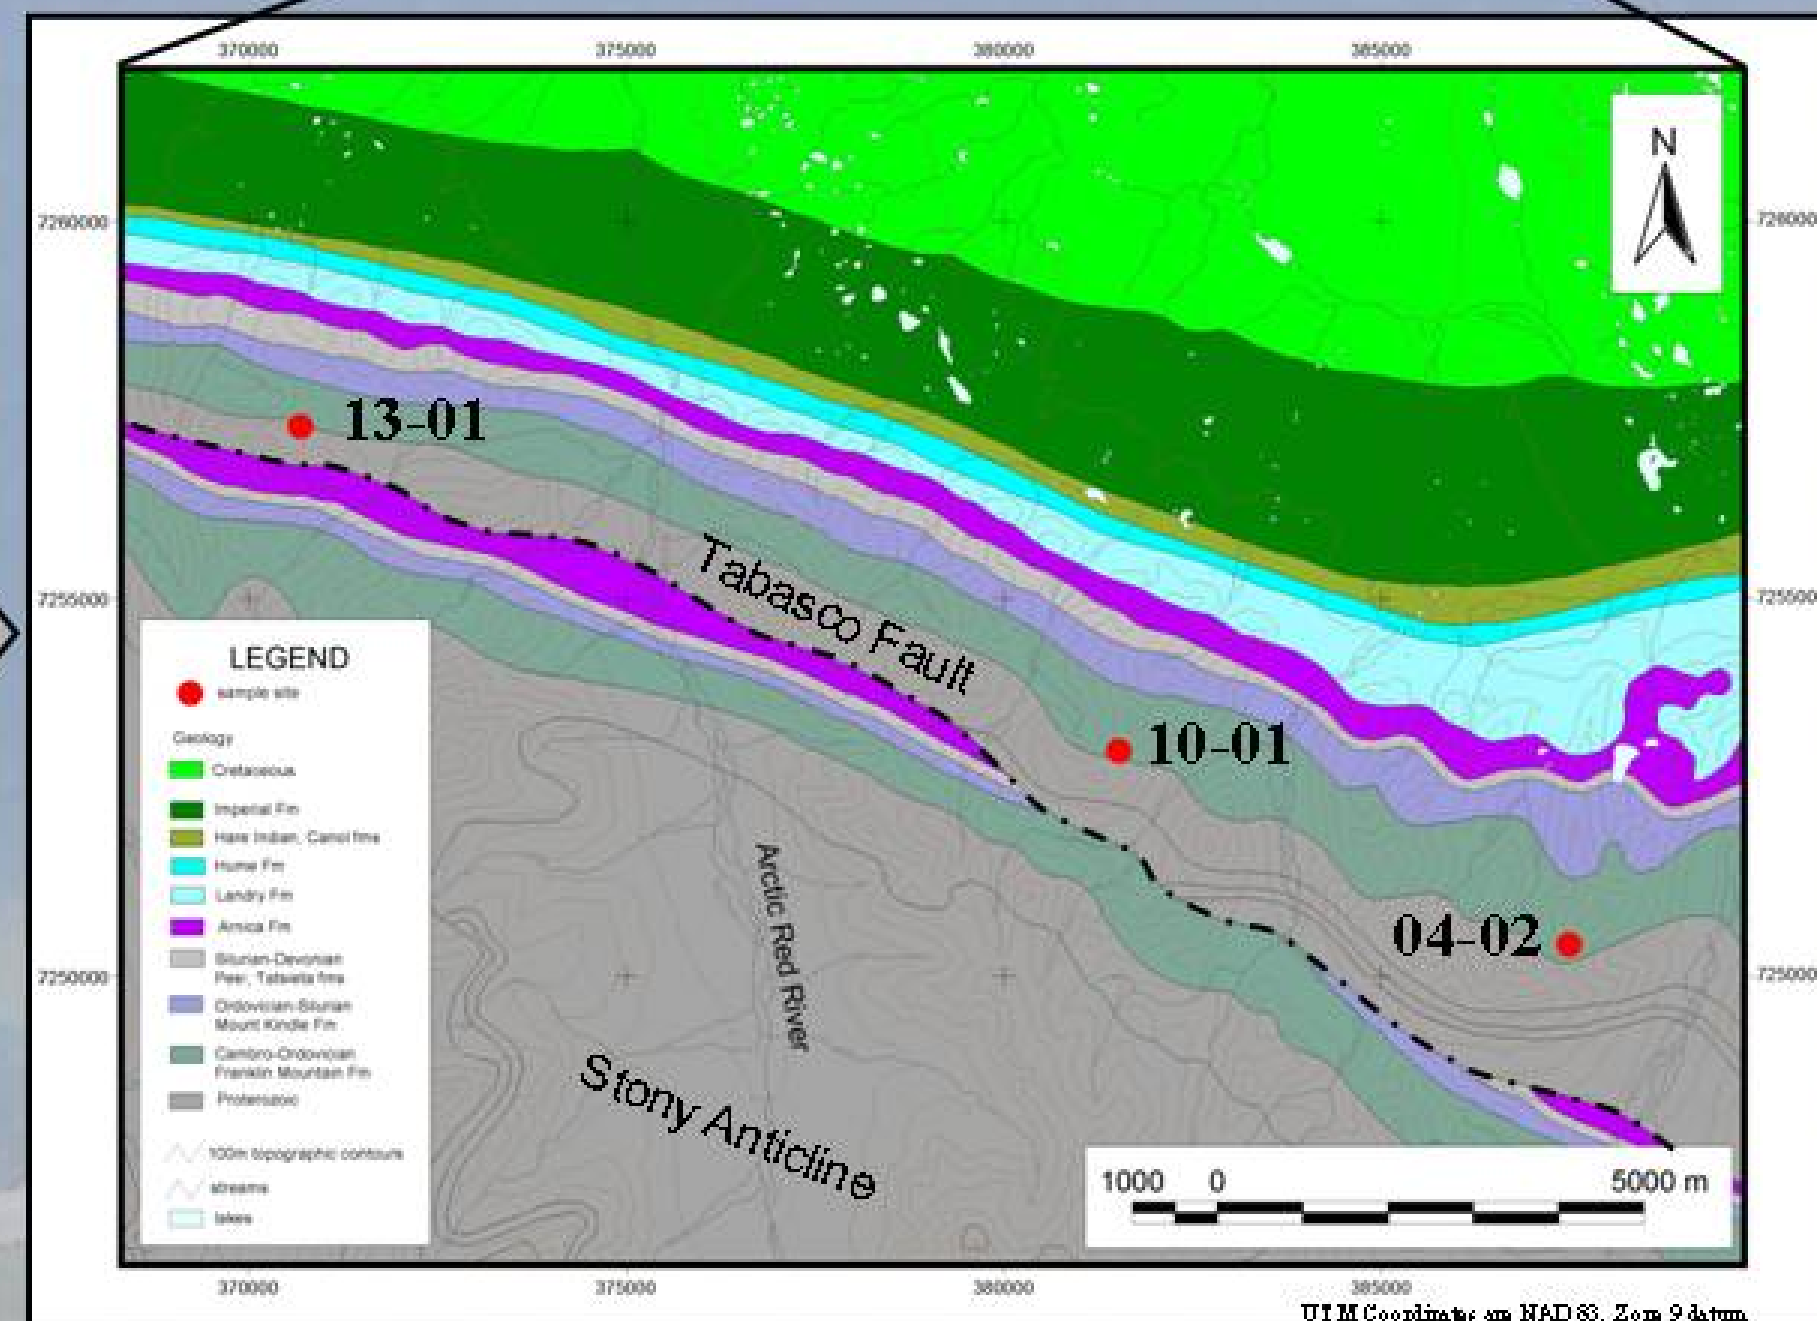 370000 375000 380000 385000
N
7260000 7260000
13-01
Tabasco Fault
7255000 7255000
10-01
04-02
7250000 7250000
Arctic Red River
Stony Anticline
LEGEND
sample site
Geology
Cretaceous
Imperial Fm
Hare Indian, Canol fms
Hume Fm
Landry Fm
Arnica Fm
Silurian-Devonian
Peel, Tatsieta fms
Ordovician-Silurian
Mount Kindle Fm
Cambro-Ordovician
Franklin Mountain Fm
Proterozoic
100m topographic contours
streams
lakes
1000 0 5000 m
370000 375000 380000 385000
UTM Coordinates are NAD 83, Zone 9 datum